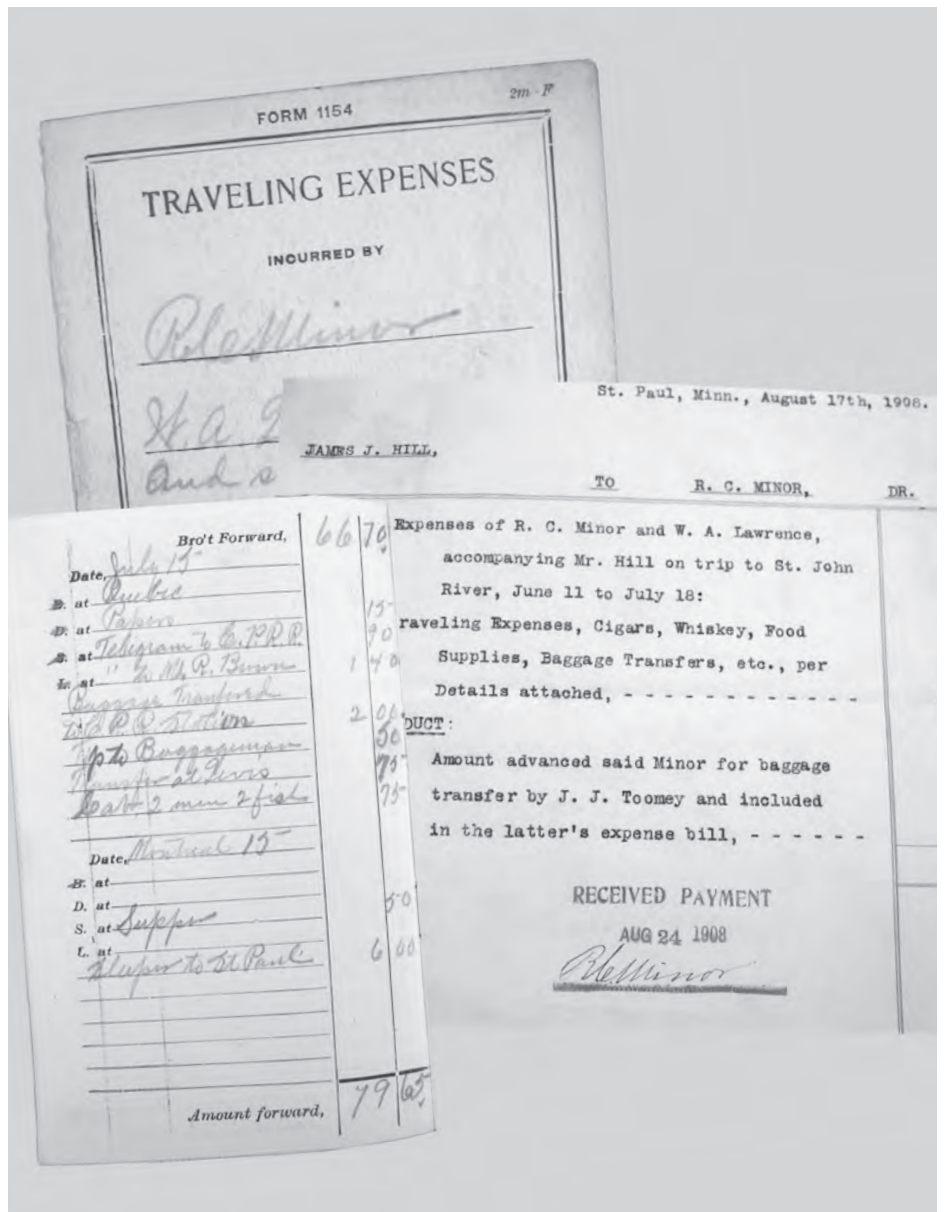 FORM 1154
2m - F
TRAVELING EXPENSES
INCURRED BY
R.C. Minor
W. A.
And
St. Paul, Minn., August 17th, 1908.
JAMES J. HILL,
TO R. C. MINOR, DR.
Expenses of R. C. Minor and W. A. Lawrence,
accompanying Mr. Hill on trip to St. John
River, June 11 to July 18:
raveling Expenses, Cigars, Whiskey, Food
Supplies, Baggage Transfers, etc., per
Details attached, - - - - - - - - - - - -
DUCT:
Amount advanced said Minor for baggage
transfer by J. J. Toomey and included
in the latter's expense bill, - - - - - -
RECEIVED PAYMENT
AUG 24 1908
R.C. Minor
Bro't Forward, 66 70
Date, July 15
B. at Quebec
D. at Papers 15
S. at Telegram to C.P.R.R. 90
L. at " to M. R. Brown 1 40
Baggage Transfered
to C.P.R. Station 2 00
Tip to Baggageman 50
Transfer at Levis 75
Cab. 2 men 2 fish 75
Date, Montreal 15
B. at
D. at
S. at Supper 50
L. at
Sleeper to St Paul 6 00
Amount forward, 79 65